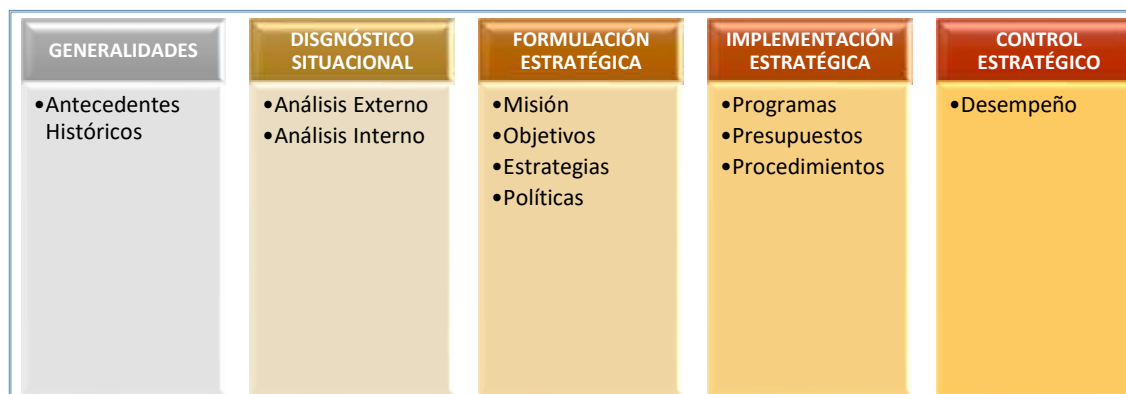 GENERALIDADES
•Antecedentes
Históricos
DISGNÓSTICO
SITUACIONAL
•Análisis Externo
•Análisis Interno
FORMULACIÓN
ESTRATÉGICA
•Misión
•Objetivos
•Estrategias
•Políticas
IMPLEMENTACIÓN
ESTRATÉGICA
•Programas
•Presupuestos
•Procedimientos
CONTROL
ESTRATÉGICO
•Desempeño